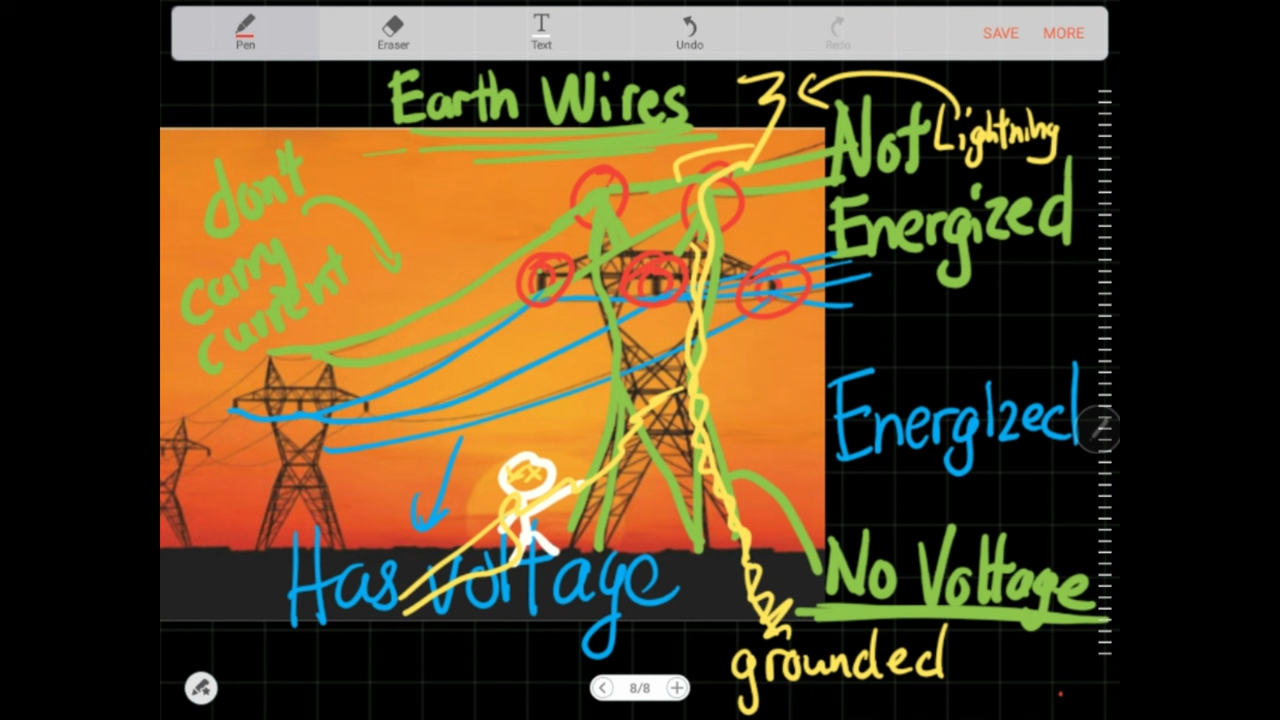 Pen
Eraser
Text
Undo
Redo
SAVE
MORE
Earth Wires
Not
Lightning
Energized
don't
carry
current
EnergIzed
Has voltage
No Voltage
grounded
8/8